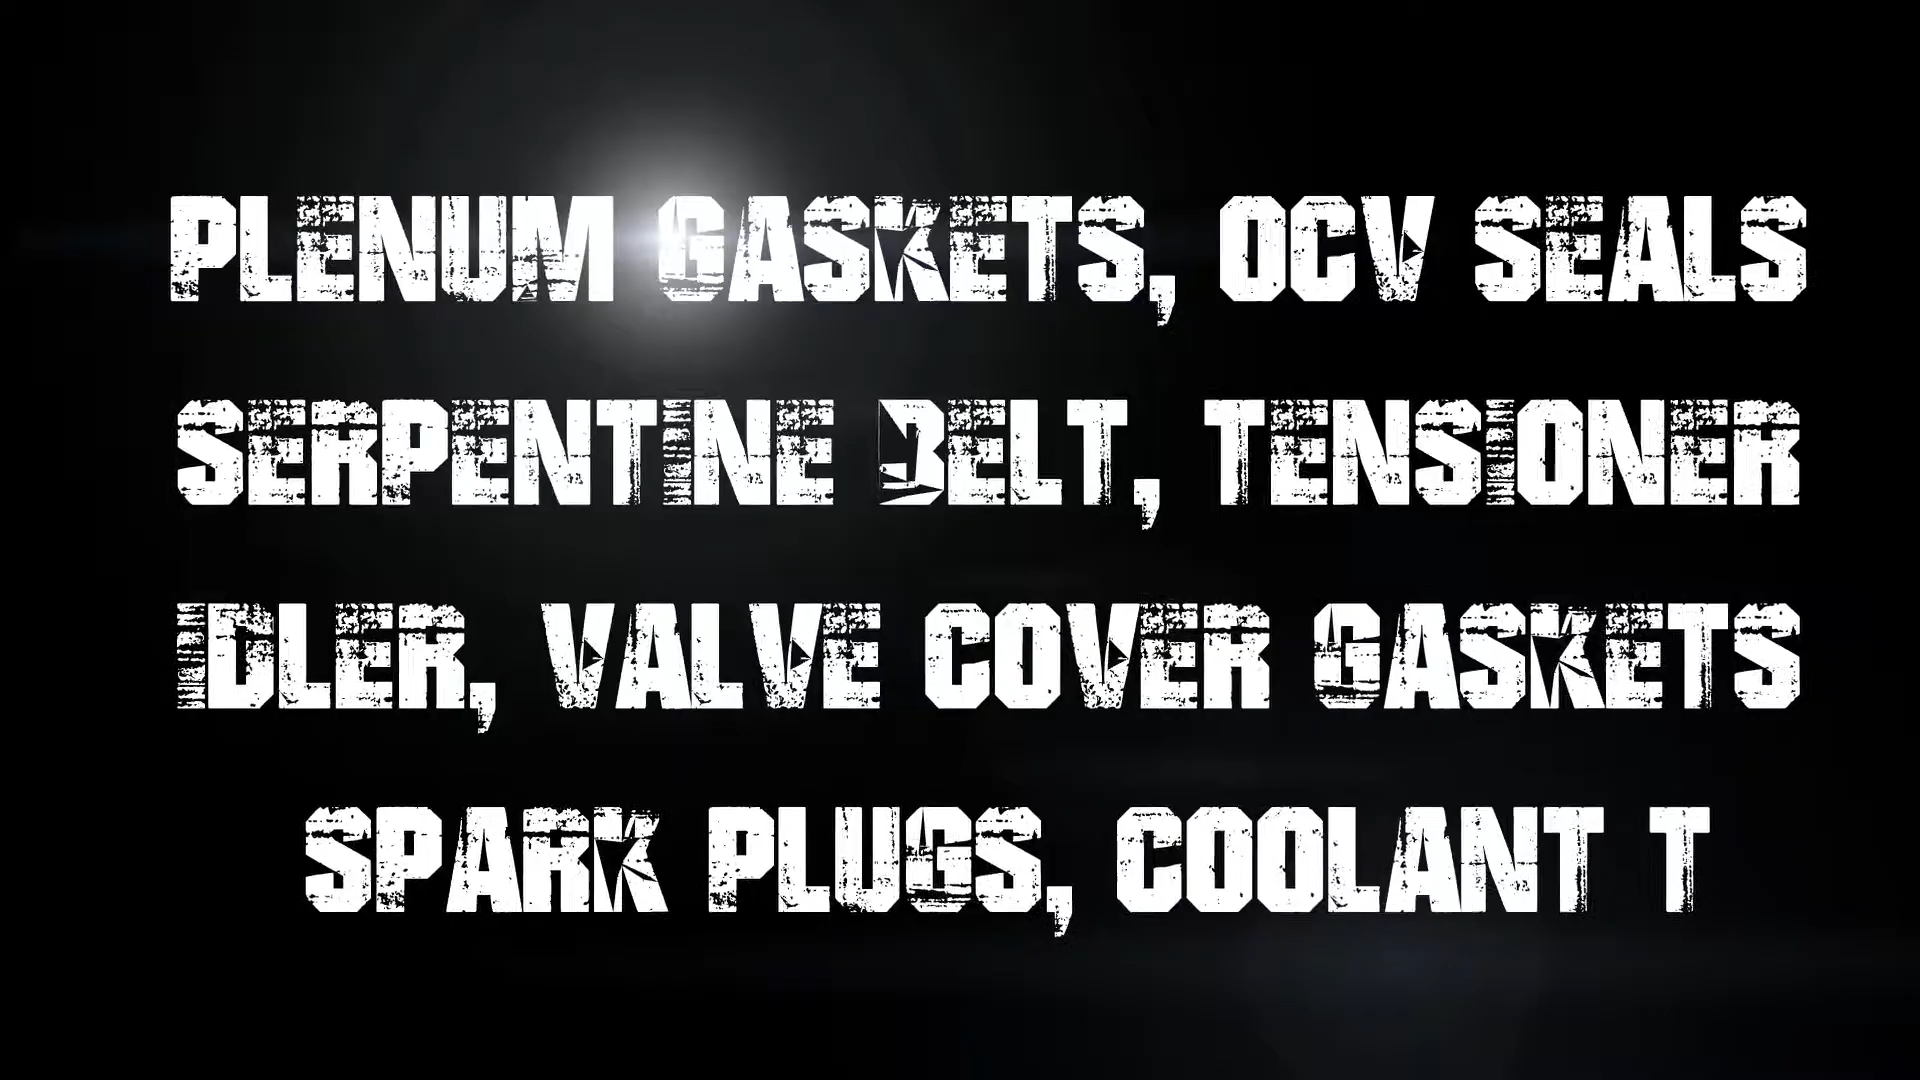 PLENUM GASKETS, OCV SEALS
SERPENTINE BELT, TENSIONER
IDLER, VALVE COVER GASKETS
SPARK PLUGS, COOLANT T